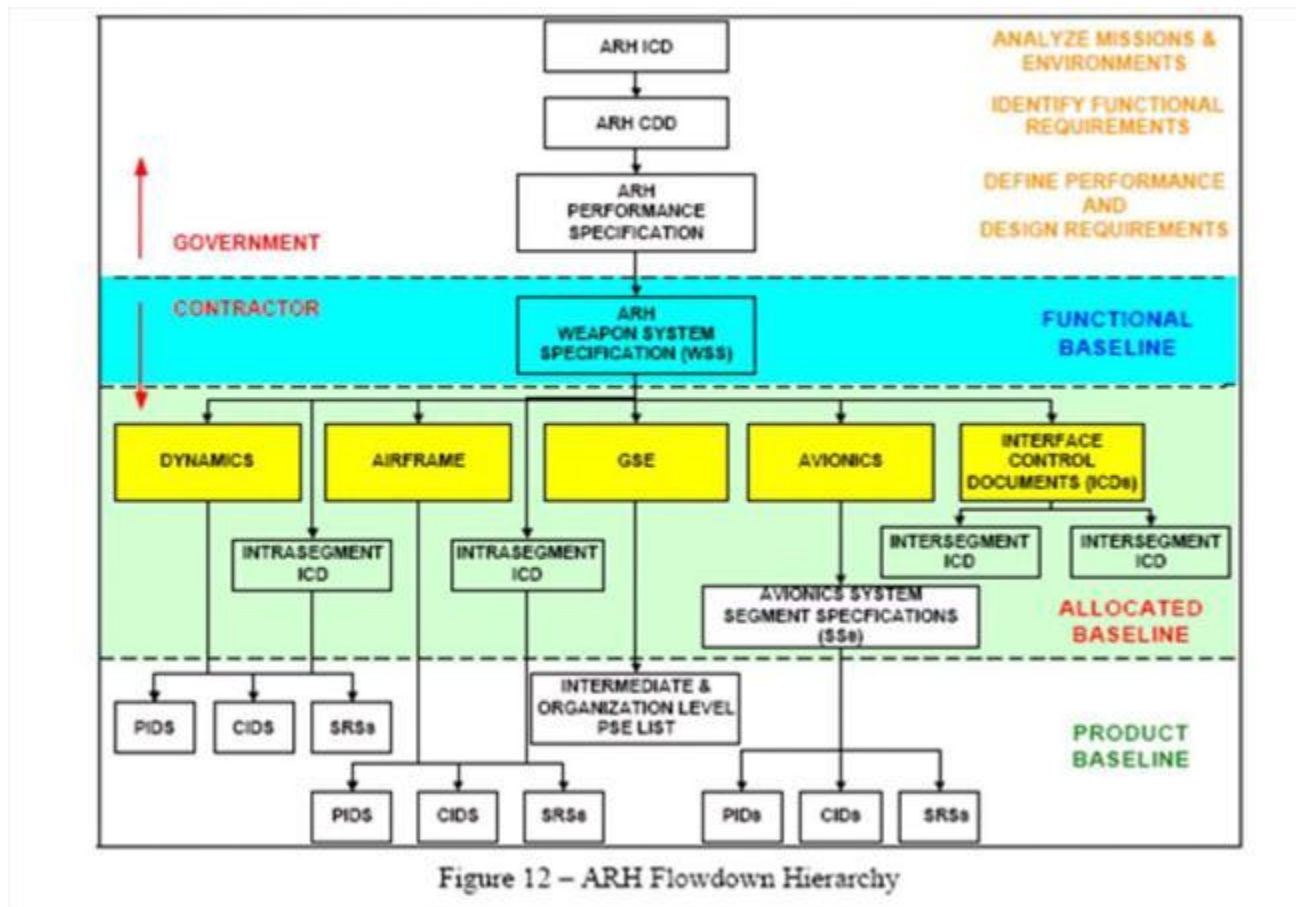 ARH ICD
ANALYZE MISSIONS &
ENVIRONMENTS
ARH CDD
IDENTIFY FUNCTIONAL
REQUIREMENTS
ARH
PERFORMANCE
SPECIFICATION
DEFINE PERFORMANCE
AND
DESIGN REQUIREMENTS
GOVERNMENT
CONTRACTOR
ARH
WEAPON SYSTEM
SPECIFICATION (WSS)
FUNCTIONAL
BASELINE
DYNAMICS
AIRFRAME
GSE
AVIONICS
INTERFACE
CONTROL
DOCUMENTS (ICDs)
INTRASEGMENT
ICD
INTRASEGMENT
ICD
INTERSEGMENT
ICD
INTERSEGMENT
ICD
AVIONICS SYSTEM
SEGMENT SPECFICATIONS
(SSs)
ALLOCATED
BASELINE
PIDS
CIDS
SRSs
INTERMEDIATE &
ORGANIZATION LEVEL
PSE LIST
PRODUCT
BASELINE
PIDS
CIDS
SRSs
PIDs
CIDs
SRSs
Figure 12 – ARH Flowdown Hierarchy